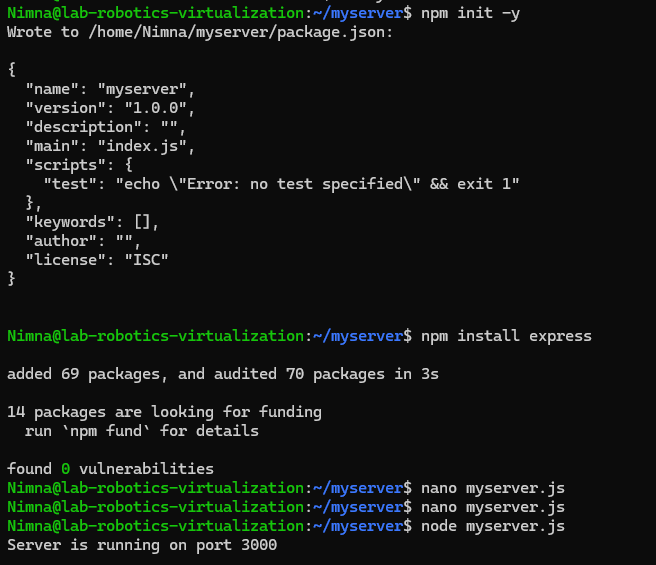 Nimna@lab-robotics-virtualization:~/myserver$ npm init -y
Wrote to /home/Nimna/myserver/package.json:
{
  "name": "myserver",
  "version": "1.0.0",
  "description": "",
  "main": "index.js",
  "scripts": {
    "test": "echo \"Error: no test specified\" && exit 1"
  },
  "keywords": [],
  "author": "",
  "license": "ISC"
}
Nimna@lab-robotics-virtualization:~/myserver$ npm install express
added 69 packages, and audited 70 packages in 3s
14 packages are looking for funding
  run `npm fund` for details
found 0 vulnerabilities
Nimna@lab-robotics-virtualization:~/myserver$ nano myserver.js
Nimna@lab-robotics-virtualization:~/myserver$ nano myserver.js
Nimna@lab-robotics-virtualization:~/myserver$ node myserver.js
Server is running on port 3000